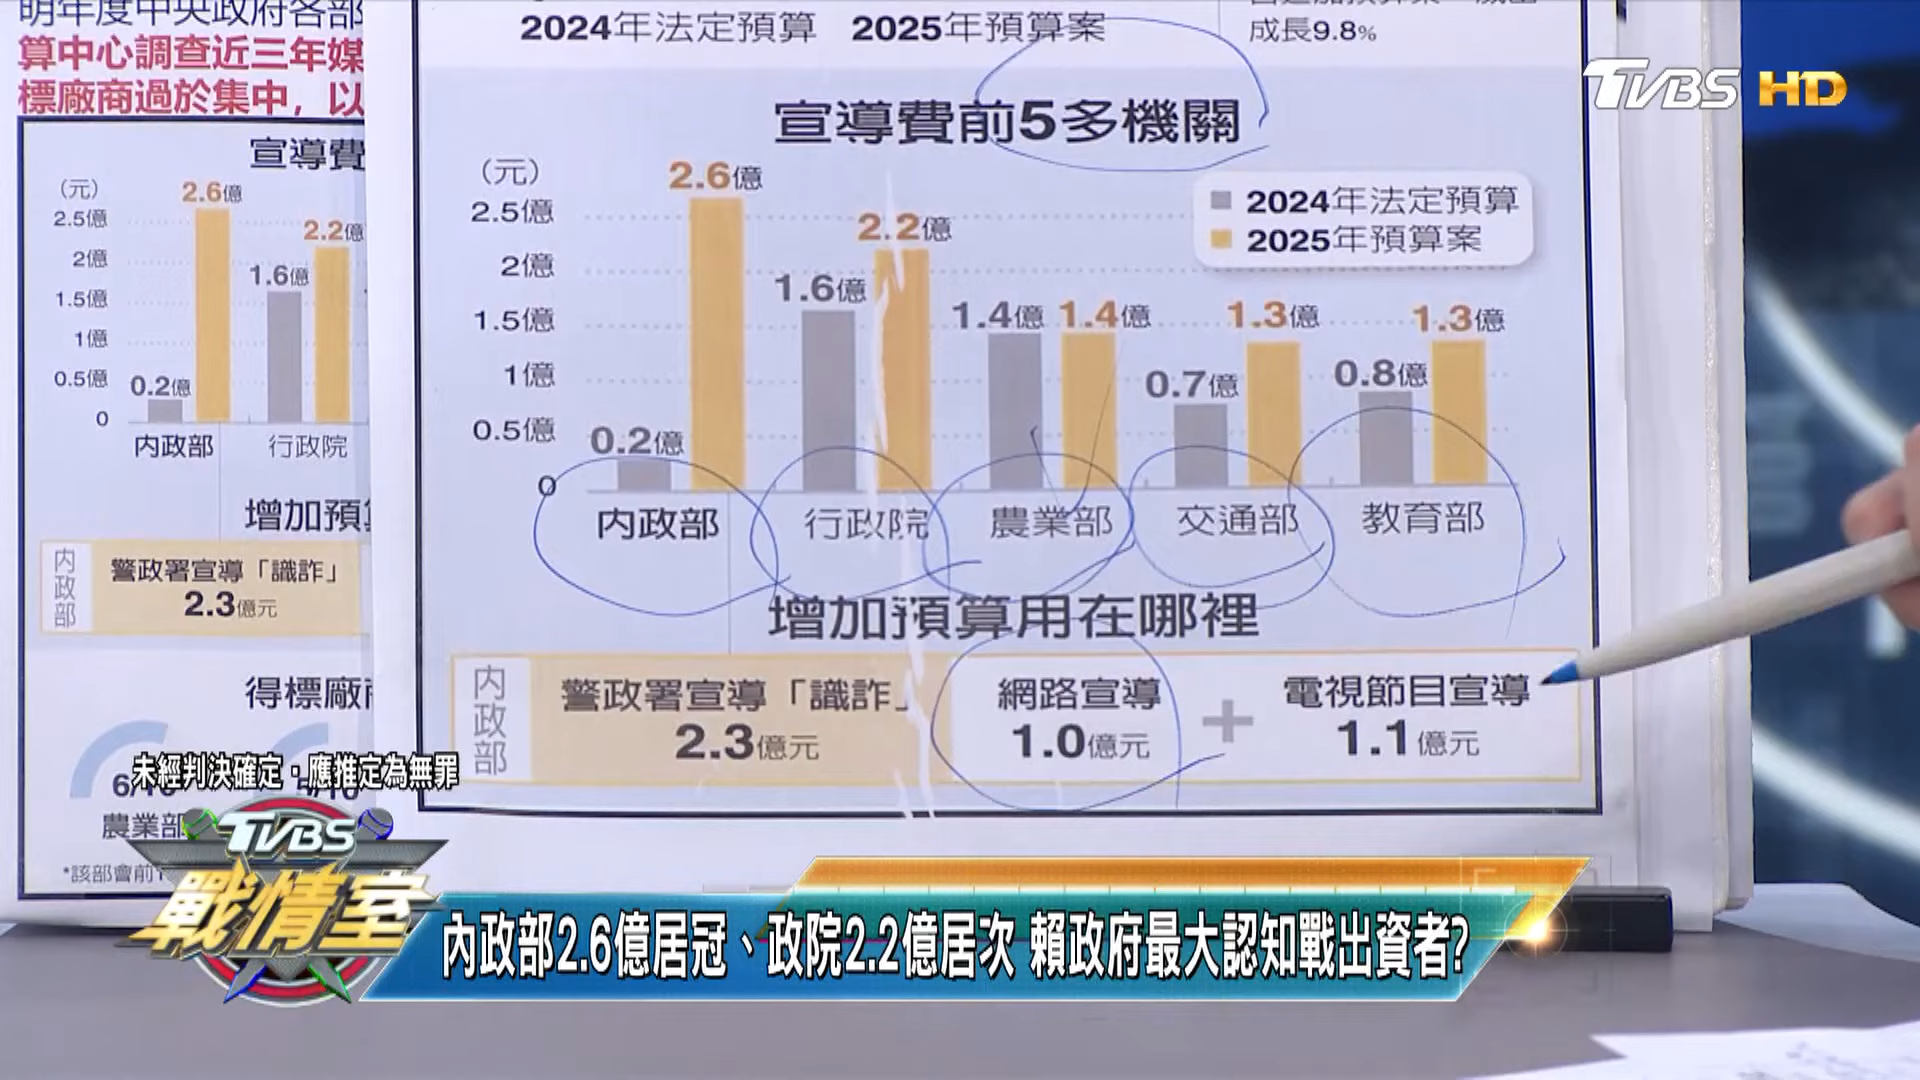 明年度中央政府各部
算中心調查近三年媒
標廠商過於集中，以
宣導費
(元)
2.5億
2億
1.5億
1億
0.5億
0
2.6億
2.2億
1.6億
0.2億
內政部
行政院
增加預算
內政部
警政署宣導「識詐」
2.3億元
得標廠商
農業部
*該部會前
2024年法定預算
2025年預算案
成長9.8%
宣導費前5多機關
(元)
2.5億
2億
1.5億
1億
0.5億
0
2024年法定預算
2025年預算案
0.2億
2.6億
1.6億
2.2億
1.4億
1.4億
0.7億
1.3億
0.8億
1.3億
內政部
行政院
農業部
交通部
教育部
增加預算用在哪裡
內政部
警政署宣導「識詐」
2.3億元
網路宣導
1.0億元
+
電視節目宣導
1.1億元
TVBS HD
未經判決確定・應推定為無罪
TVBS
戰情室
內政部2.6億居冠、政院2.2億居次 賴政府最大認知戰出資者?